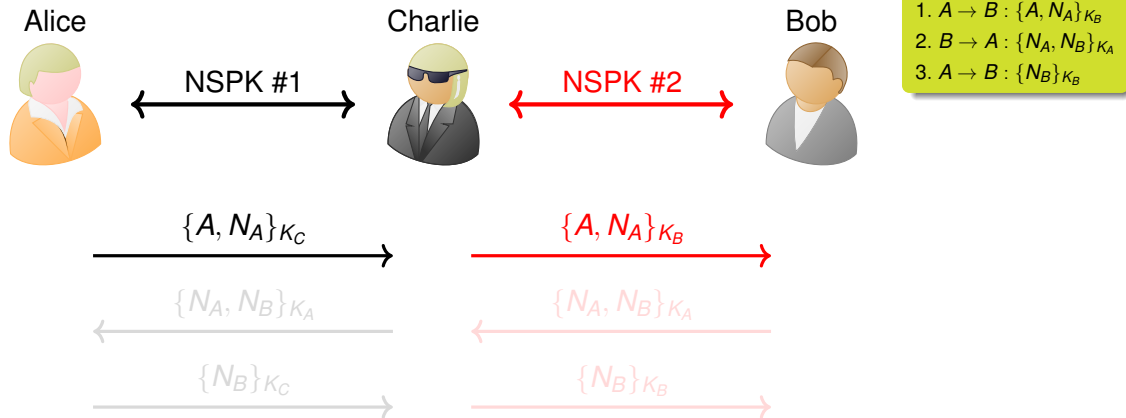 Alice Charlie Bob
1. A → B : {A, N_A}_{K_B}
2. B → A : {N_A, N_B}_{K_A}
3. A → B : {N_B}_{K_B}
NSPK #1 NSPK #2
{A, N_A}_{K_C} {A, N_A}_{K_B}
{N_A, N_B}_{K_A} {N_A, N_B}_{K_A}
{N_B}_{K_C} {N_B}_{K_B}